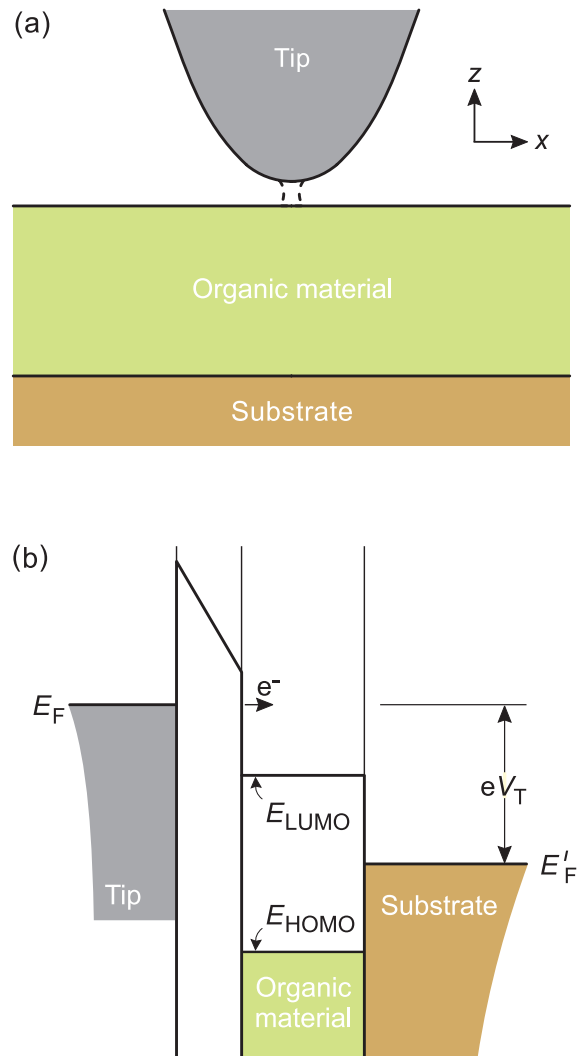 (a)
Tip
z
x
Organic material
Substrate
(b)
e⁻
E_F
eV_T
E_LUMO
E′_F
Tip
E_HOMO
Substrate
Organic
material